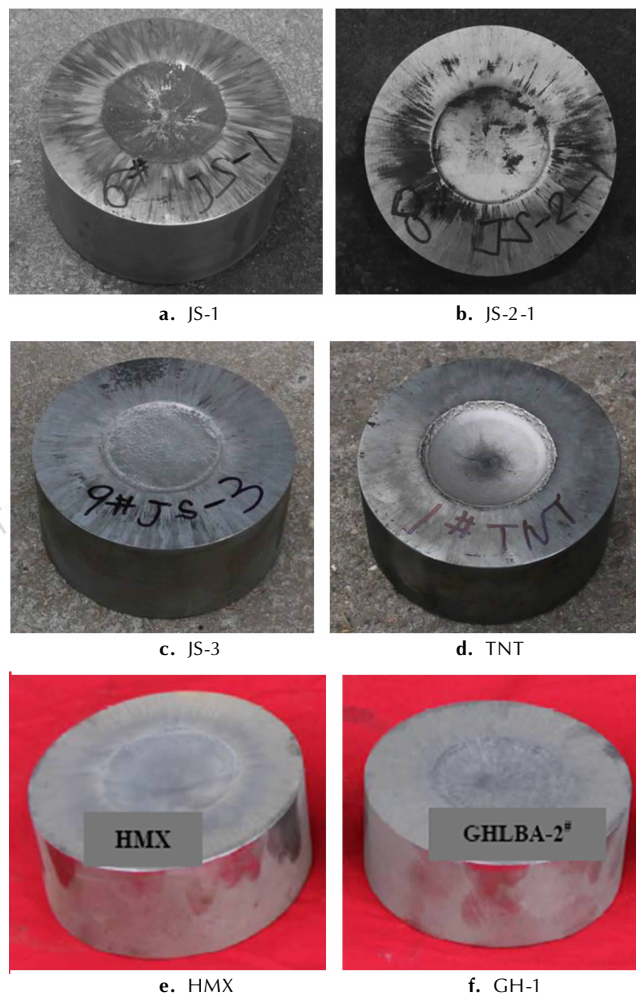 6# JS-1
8# JS-2-1
a. JS-1
b. JS-2-1
9# JS-3
1# TNT
c. JS-3
d. TNT
HMX
GHLBA-2#
e. HMX
f. GH-1